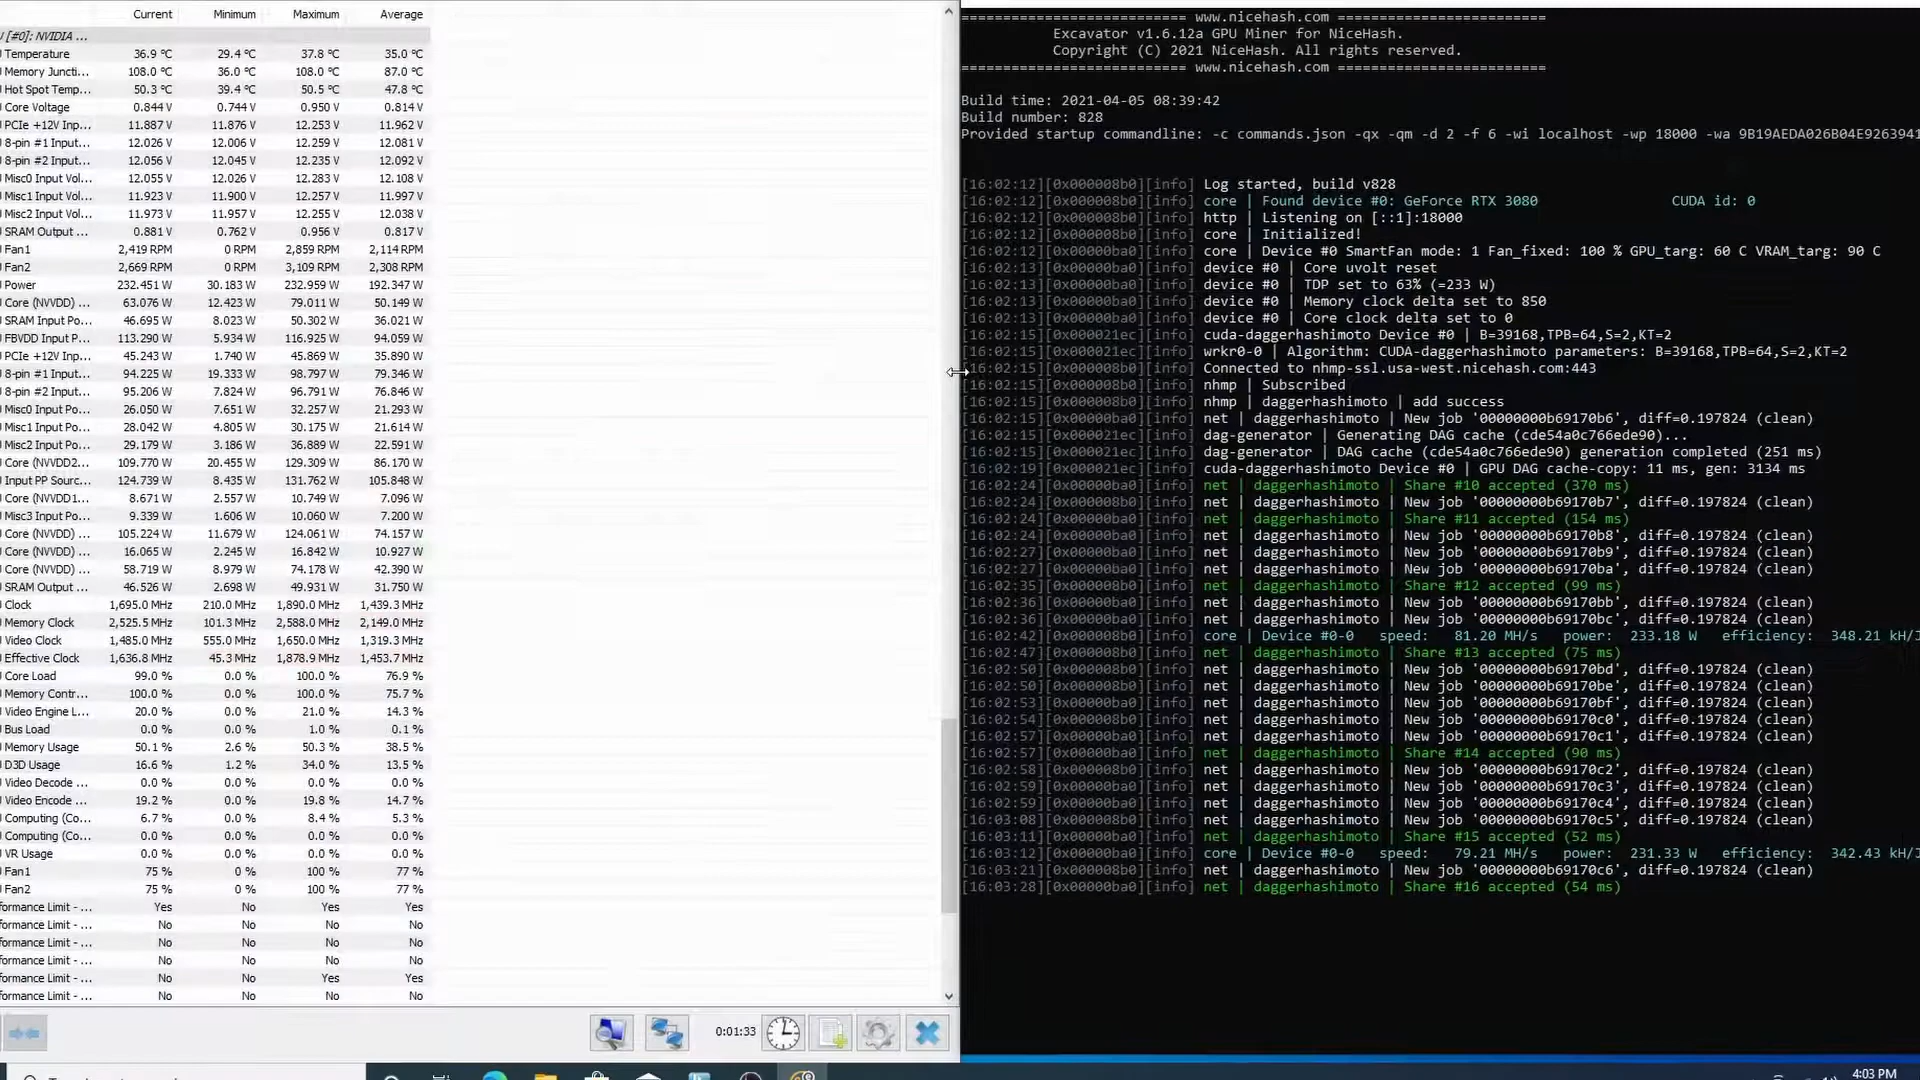 Current Minimum Maximum Average
[#0]: NVIDIA ...
Temperature 36.9 °C 29.4 °C 37.8 °C 35.0 °C
Memory Juncti... 108.0 °C 36.0 °C 108.0 °C 87.0 °C
Hot Spot Temp... 50.3 °C 39.4 °C 50.5 °C 47.8 °C
Core Voltage 0.844 V 0.744 V 0.950 V 0.814 V
PCIe +12V Inp... 11.887 V 11.876 V 12.253 V 11.962 V
8-pin #1 Input... 12.026 V 12.006 V 12.259 V 12.081 V
8-pin #2 Input... 12.056 V 12.045 V 12.235 V 12.092 V
Misc0 Input Vol... 12.055 V 12.026 V 12.283 V 12.108 V
Misc1 Input Vol... 11.923 V 11.900 V 12.257 V 11.997 V
Misc2 Input Vol... 11.973 V 11.957 V 12.255 V 12.038 V
SRAM Output ... 0.881 V 0.762 V 0.956 V 0.817 V
Fan1 2,419 RPM 0 RPM 2,859 RPM 2,114 RPM
Fan2 2,669 RPM 0 RPM 3,109 RPM 2,308 RPM
Power 232.451 W 30.183 W 232.959 W 192.347 W
Core (NVVDD) ... 63.076 W 12.423 W 79.011 W 50.149 W
SRAM Input Po... 46.695 W 8.023 W 50.302 W 36.021 W
FBVDD Input P... 113.290 W 5.934 W 116.925 W 94.059 W
PCIe +12V Inp... 45.243 W 1.740 W 45.869 W 35.890 W
8-pin #1 Input... 94.225 W 19.333 W 98.797 W 79.346 W
8-pin #2 Input... 95.206 W 7.824 W 96.791 W 76.846 W
Misc0 Input Po... 26.050 W 7.651 W 32.257 W 21.293 W
Misc1 Input Po... 28.042 W 4.805 W 30.175 W 21.614 W
Misc2 Input Po... 29.179 W 3.186 W 36.889 W 22.591 W
Core (NVVDD2... 109.770 W 20.455 W 129.309 W 86.170 W
Input PP Sourc... 124.739 W 8.435 W 131.762 W 105.848 W
Core (NVVDD1... 8.671 W 2.557 W 10.749 W 7.096 W
Misc3 Input Po... 9.339 W 1.606 W 10.060 W 7.200 W
Core (NVVDD) ... 105.224 W 11.679 W 124.061 W 74.157 W
Core (NVVDD) ... 16.065 W 2.245 W 16.842 W 10.927 W
Core (NVVDD) ... 58.719 W 8.979 W 74.178 W 42.390 W
SRAM Output ... 46.526 W 2.698 W 49.931 W 31.750 W
Clock 1,695.0 MHz 210.0 MHz 1,890.0 MHz 1,439.3 MHz
Memory Clock 2,525.5 MHz 101.3 MHz 2,588.0 MHz 2,149.0 MHz
Video Clock 1,485.0 MHz 555.0 MHz 1,650.0 MHz 1,319.3 MHz
Effective Clock 1,636.8 MHz 45.3 MHz 1,878.9 MHz 1,453.7 MHz
Core Load 99.0 % 0.0 % 100.0 % 76.9 %
Memory Contr... 100.0 % 0.0 % 100.0 % 75.7 %
Video Engine L... 20.0 % 0.0 % 21.0 % 14.3 %
Bus Load 0.0 % 0.0 % 1.0 % 0.1 %
Memory Usage 50.1 % 2.6 % 50.3 % 38.5 %
D3D Usage 16.6 % 1.2 % 34.0 % 13.5 %
Video Decode ... 0.0 % 0.0 % 0.0 % 0.0 %
Video Encode ... 19.2 % 0.0 % 19.8 % 14.7 %
Computing (Co... 6.7 % 0.0 % 8.4 % 5.3 %
Computing (Co... 0.0 % 0.0 % 0.0 % 0.0 %
VR Usage 0.0 % 0.0 % 0.0 % 0.0 %
Fan1 75 % 0 % 100 % 77 %
Fan2 75 % 0 % 100 % 77 %
formance Limit - ... Yes No Yes Yes
formance Limit - ... No No No No
formance Limit - ... No No No No
formance Limit - ... No No No No
formance Limit - ... No No Yes Yes
formance Limit - ... No No No No
0:01:33
========================== www.nicehash.com =========================
Excavator v1.6.12a GPU Miner for NiceHash.
Copyright (C) 2021 NiceHash. All rights reserved.
========================== www.nicehash.com =========================
Build time: 2021-04-05 08:39:42
Build number: 828
Provided startup commandline: -c commands.json -qx -qm -d 2 -f 6 -wi localhost -wp 18000 -wa 9B19AEDA026B04E9263941
[16:02:12][0x000008b0][info] Log started, build v828
[16:02:12][0x000008b0][info] core | Found device #0: GeForce RTX 3080 CUDA id: 0
[16:02:12][0x000008b0][info] http | Listening on [::1]:18000
[16:02:12][0x000008b0][info] core | Initialized!
[16:02:12][0x000008b0][info] core | Device #0 SmartFan mode: 1 Fan_fixed: 100 % GPU_targ: 60 C VRAM_targ: 90 C
[16:02:13][0x000008b0][info] device #0 | Core uvolt reset
[16:02:13][0x000008b0][info] device #0 | TDP set to 63% (=233 W)
[16:02:13][0x000008b0][info] device #0 | Memory clock delta set to 850
[16:02:13][0x000008b0][info] device #0 | Core clock delta set to 0
[16:02:15][0x000021ec][info] cuda-daggerhashimoto Device #0 | B=39168,TPB=64,S=2,KT=2
[16:02:15][0x000021ec][info] wrkr0-0 | Algorithm: CUDA-daggerhashimoto parameters: B=39168,TPB=64,S=2,KT=2
[16:02:15][0x000008b0][info] Connected to nhmp-ssl.usa-west.nicehash.com:443
[16:02:15][0x000008b0][info] nhmp | Subscribed
[16:02:15][0x000008b0][info] nhmp | daggerhashimoto | add success
[16:02:15][0x000008b0][info] net | daggerhashimoto | New job '00000000b69170b6', diff=0.197824 (clean)
[16:02:15][0x000021ec][info] dag-generator | Generating DAG cache (cde54a0c766ede90)...
[16:02:15][0x000021ec][info] dag-generator | DAG cache (cde54a0c766ede90) generation completed (251 ms)
[16:02:19][0x000021ec][info] cuda-daggerhashimoto Device #0 | GPU DAG cache-copy: 11 ms, gen: 3134 ms
[16:02:24][0x00000ba0][info] net | daggerhashimoto | Share #10 accepted (370 ms)
[16:02:24][0x000008b0][info] net | daggerhashimoto | New job '00000000b69170b7', diff=0.197824 (clean)
[16:02:24][0x00000ba0][info] net | daggerhashimoto | Share #11 accepted (154 ms)
[16:02:24][0x00000ba0][info] net | daggerhashimoto | New job '00000000b69170b8', diff=0.197824 (clean)
[16:02:27][0x00000ba0][info] net | daggerhashimoto | New job '00000000b69170b9', diff=0.197824 (clean)
[16:02:27][0x00000ba0][info] net | daggerhashimoto | New job '00000000b69170ba', diff=0.197824 (clean)
[16:02:35][0x000008b0][info] net | daggerhashimoto | Share #12 accepted (99 ms)
[16:02:36][0x00000ba0][info] net | daggerhashimoto | New job '00000000b69170bb', diff=0.197824 (clean)
[16:02:36][0x00000ba0][info] net | daggerhashimoto | New job '00000000b69170bc', diff=0.197824 (clean)
[16:02:42][0x000008b0][info] core | Device #0-0 speed: 81.20 MH/s power: 233.18 W efficiency: 348.21 kH/J
[16:02:47][0x000008b0][info] net | daggerhashimoto | Share #13 accepted (75 ms)
[16:02:50][0x000008b0][info] net | daggerhashimoto | New job '00000000b69170bd', diff=0.197824 (clean)
[16:02:50][0x000008b0][info] net | daggerhashimoto | New job '00000000b69170be', diff=0.197824 (clean)
[16:02:53][0x00000ba0][info] net | daggerhashimoto | New job '00000000b69170bf', diff=0.197824 (clean)
[16:02:54][0x000008b0][info] net | daggerhashimoto | New job '00000000b69170c0', diff=0.197824 (clean)
[16:02:57][0x00000ba0][info] net | daggerhashimoto | New job '00000000b69170c1', diff=0.197824 (clean)
[16:02:57][0x00000ba0][info] net | daggerhashimoto | Share #14 accepted (90 ms)
[16:02:58][0x000008b0][info] net | daggerhashimoto | New job '00000000b69170c2', diff=0.197824 (clean)
[16:02:59][0x00000ba0][info] net | daggerhashimoto | New job '00000000b69170c3', diff=0.197824 (clean)
[16:02:59][0x00000ba0][info] net | daggerhashimoto | New job '00000000b69170c4', diff=0.197824 (clean)
[16:03:08][0x000008b0][info] net | daggerhashimoto | New job '00000000b69170c5', diff=0.197824 (clean)
[16:03:11][0x00000ba0][info] net | daggerhashimoto | Share #15 accepted (52 ms)
[16:03:12][0x00000ba0][info] core | Device #0-0 speed: 79.21 MH/s power: 231.33 W efficiency: 342.43 kH/J
[16:03:21][0x00000ba0][info] net | daggerhashimoto | New job '00000000b69170c6', diff=0.197824 (clean)
[16:03:28][0x00000ba0][info] net | daggerhashimoto | Share #16 accepted (54 ms)
4:03 PM